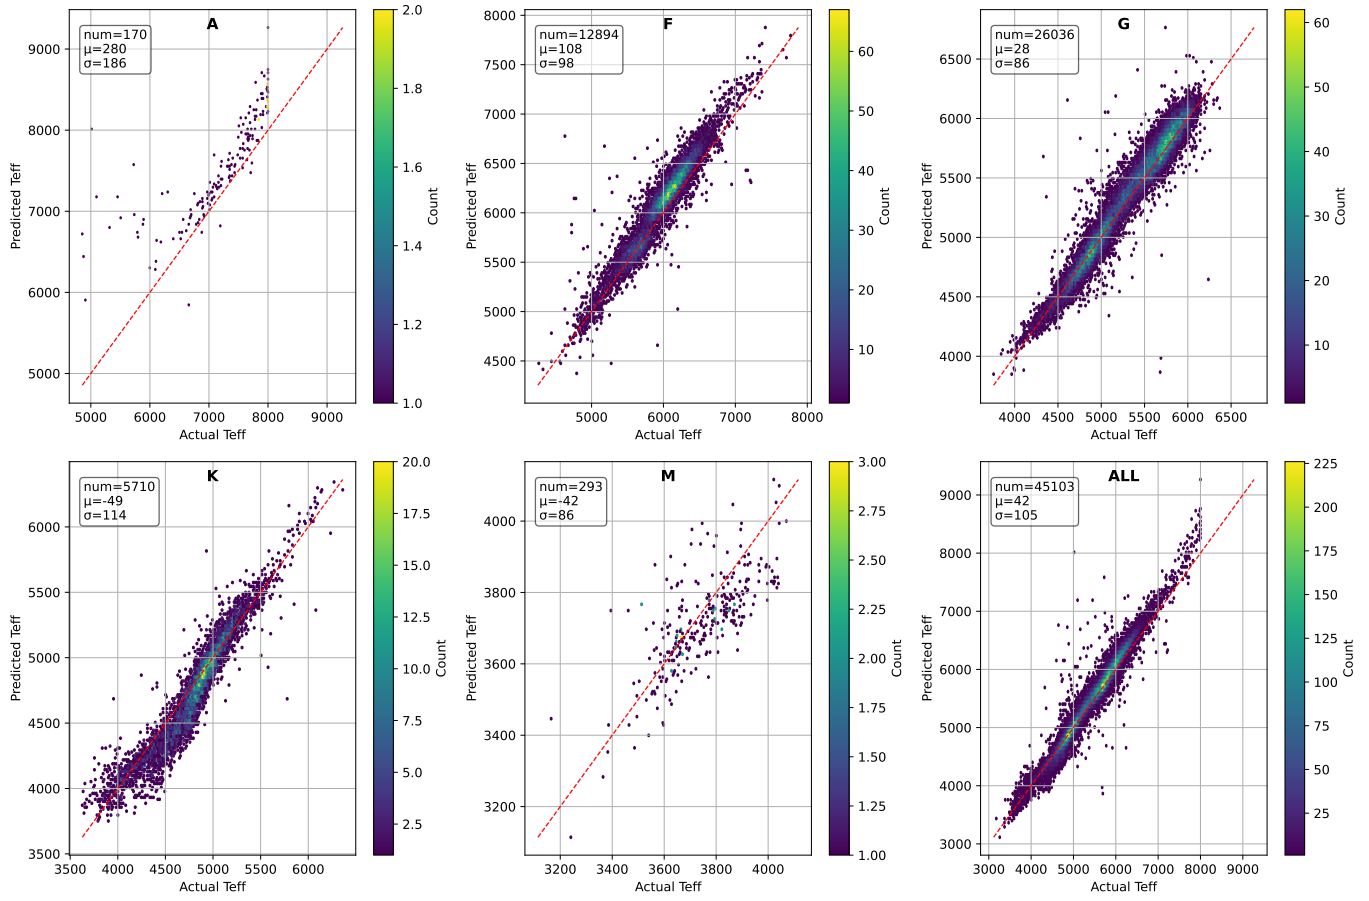 A
num=170
μ=280
σ=186
9000
8000
7000
6000
5000
5000 6000 7000 8000 9000
Actual Teff
Predicted Teff
2.0
1.8
1.6
1.4
1.2
1.0
Count
F
num=12894
μ=108
σ=98
8000
7500
7000
6500
6000
5500
5000
4500
5000 6000 7000 8000
Actual Teff
Predicted Teff
60
50
40
30
20
10
Count
G
num=26036
μ=28
σ=86
6500
6000
5500
5000
4500
4000
4000 4500 5000 5500 6000 6500
Actual Teff
Predicted Teff
60
50
40
30
20
10
Count
K
num=5710
μ=-49
σ=114
6000
5500
5000
4500
4000
3500
3500 4000 4500 5000 5500 6000
Actual Teff
Predicted Teff
20.0
17.5
15.0
12.5
10.0
7.5
5.0
2.5
Count
M
num=293
μ=-42
σ=86
4000
3800
3600
3400
3200
3200 3400 3600 3800 4000
Actual Teff
Predicted Teff
3.00
2.75
2.50
2.25
2.00
1.75
1.50
1.25
1.00
Count
ALL
num=45103
μ=42
σ=105
9000
8000
7000
6000
5000
4000
3000
3000 4000 5000 6000 7000 8000 9000
Actual Teff
Predicted Teff
225
200
175
150
125
100
75
50
25
Count